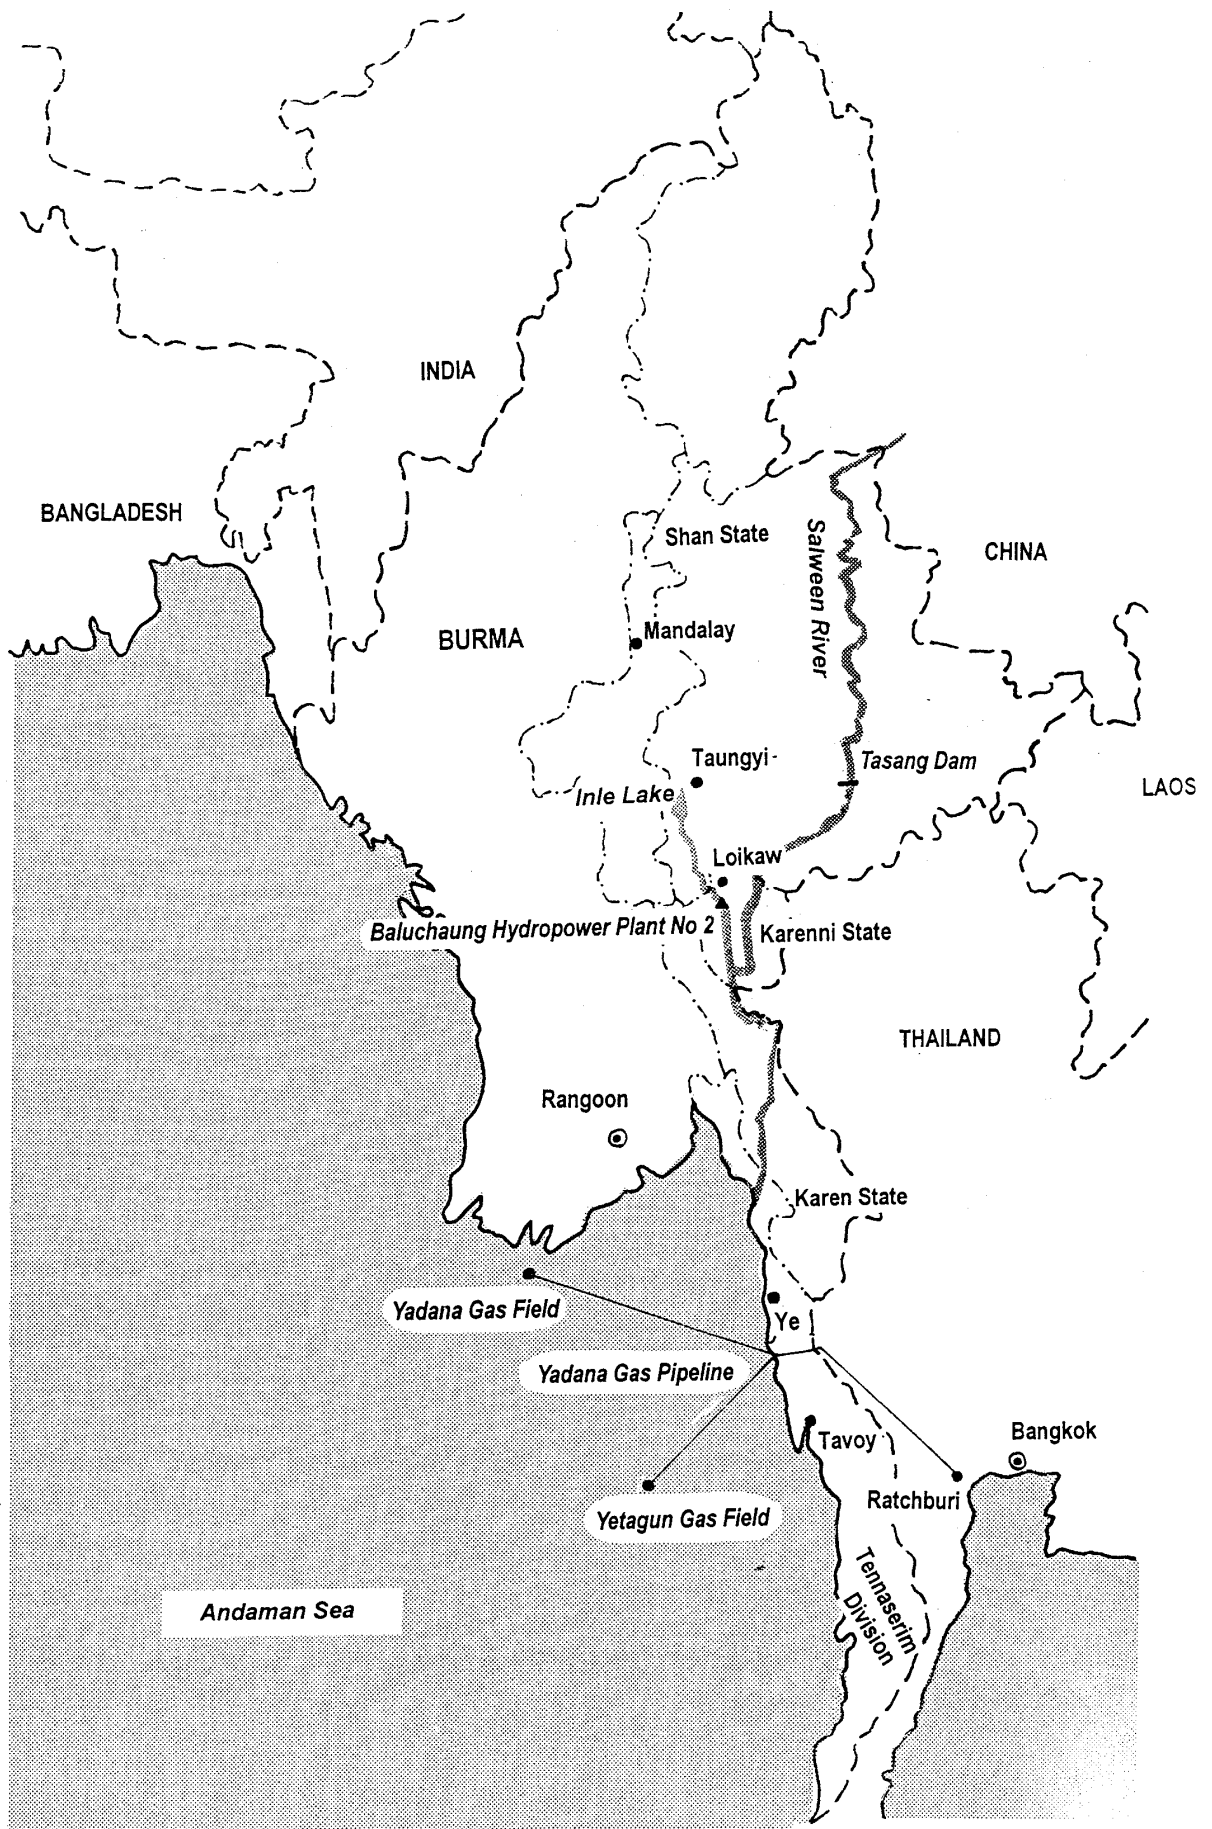 INDIA
BANGLADESH
Shan State
Salween River
CHINA
BURMA
Mandalay
Taungyi
Tasang Dam
LAOS
Inle Lake
Loikaw
Baluchaung Hydropower Plant No 2
Karenni State
THAILAND
Rangoon
Karen State
Yadana Gas Field
Ye
Yadana Gas Pipeline
Tavoy
Bangkok
Ratchburi
Yetagun Gas Field
Tennaserim
Division
Andaman Sea